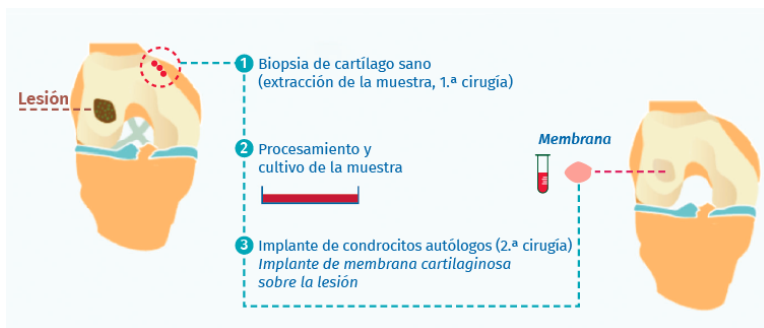 Lesión
1 Biopsia de cartílago sano
(extracción de la muestra, 1.ª cirugía)
2 Procesamiento y
cultivo de la muestra
Membrana
3 Implante de condrocitos autólogos (2.ª cirugía)
Implante de membrana cartilaginosa
sobre la lesión